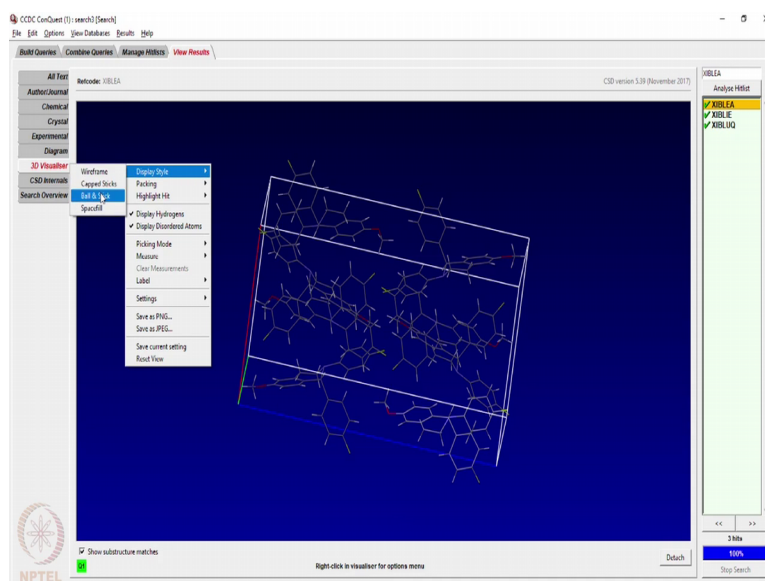 CCDC ConQuest (1) : search3 [Search]
File Edit Options View Databases Results Help
Build Queries Combine Queries Manage Hitlists View Results
All Text
Author/Journal
Chemical
Crystal
Experimental
Diagram
3D Visualiser
CSD Internals
Search Overview
Refcode: XIBLEA
CSD version 5.39 (November 2017)
Wireframe
Capped Sticks
Ball & Stick
Spacefill
Display Style
Packing
Highlight Hit
Display Hydrogens
Display Disordered Atoms
Picking Mode
Measure
Clear Measurements
Label
Settings
Save as PNG...
Save as JPEG...
Save current setting
Reset View
XIBLEA
Analyse Hitlist
XIBLEA
XIBLIE
XIBLUQ
<< >>
3 hits
100%
Stop Search
Show substructure matches
Q1
Right-click in visualiser for options menu
Detach
NPTEL